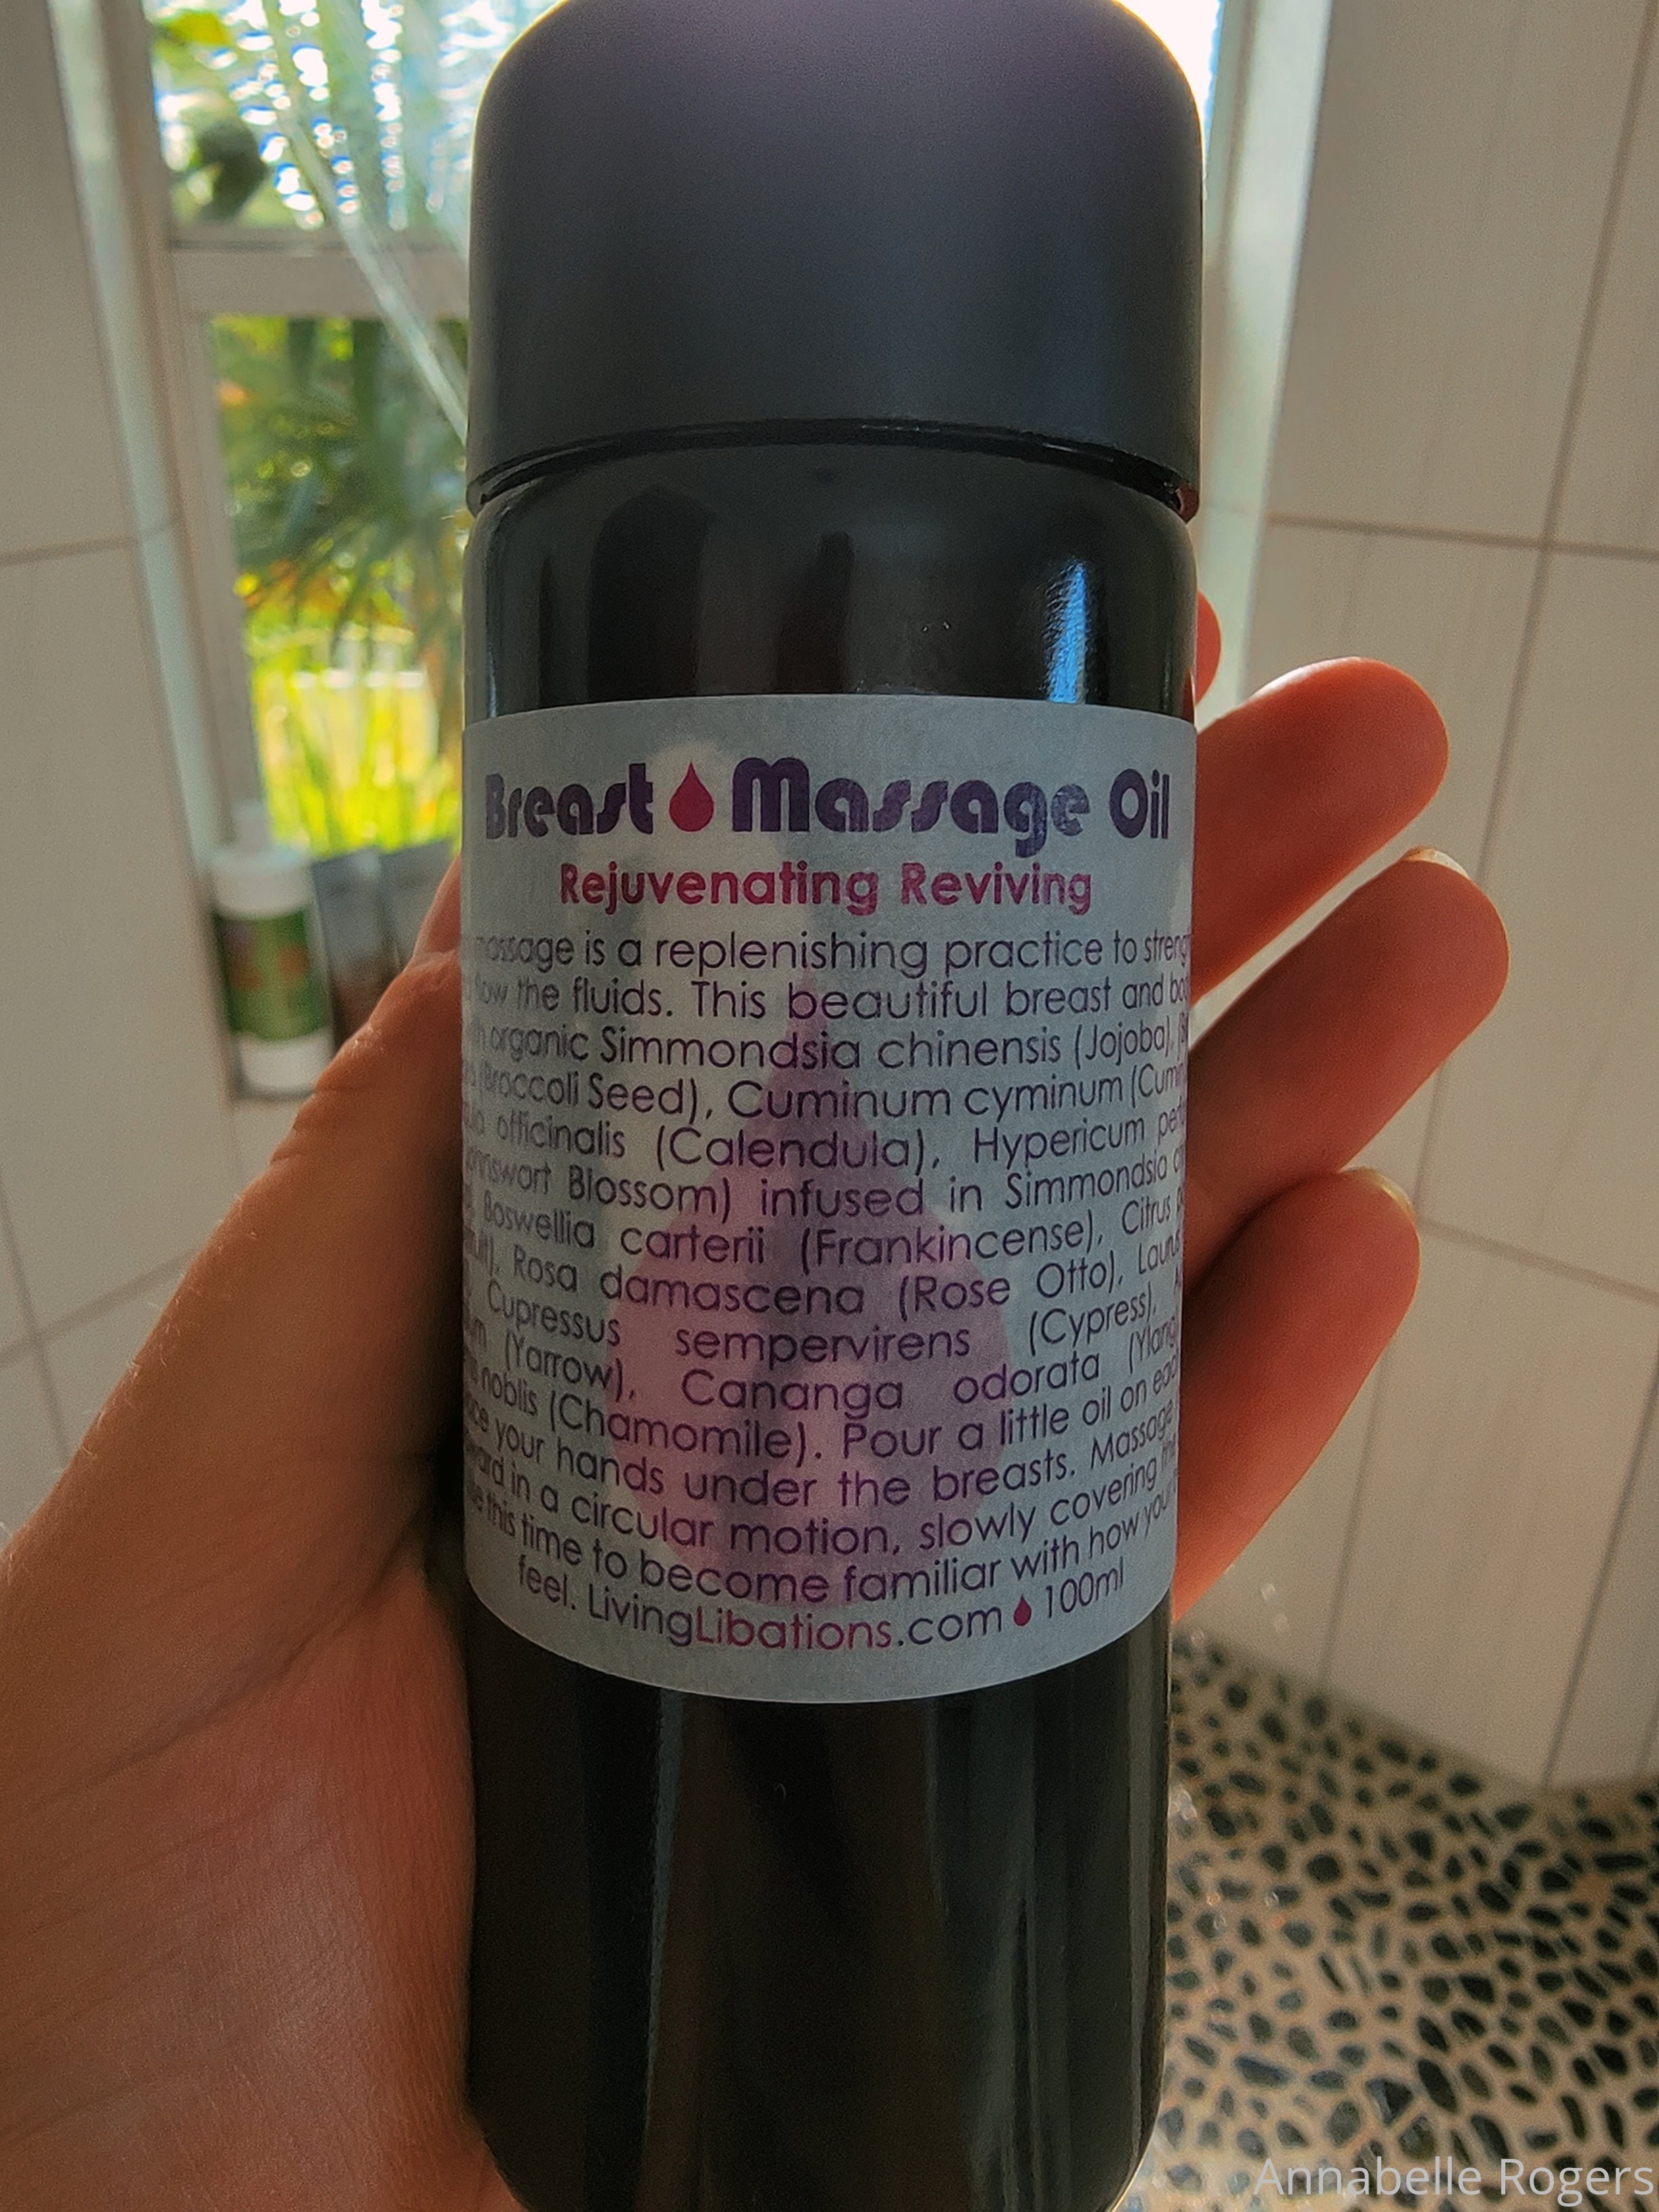 Breast Massage Oil
Rejuvenating Reviving
massage is a replenishing practice to
flow the fluids. This beautiful breast and
organic Simmondsia chinensis (Jojoba),
(Broccoli Seed), Cuminum cyminum
officinalis (Calendula), Hypericum
Blossom) infused in Simmondsia
Boswellia carterii (Frankincense), Citrus
Rosa damascena (Rose Otto),
Cupressus sempervirens (Cypress),
(Yarrow), Cananga odorata
noblis (Chamomile). Pour a little oil on
your hands under the breasts. Massage
in a circular motion, slowly covering
this time to become familiar with how
feel. LivingLibations.com 100ml
Annabelle Rogers